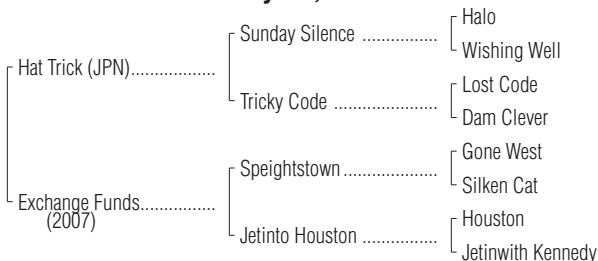 Halo
Sunday Silence ................
Wishing Well
Hat Trick (JPN)..................
Lost Code
Tricky Code ......................
Dam Clever
Gone West
Speightstown....................
Silken Cat
Exchange Funds................
(2007)
Houston
Jetinto Houston ................
Jetinwith Kennedy